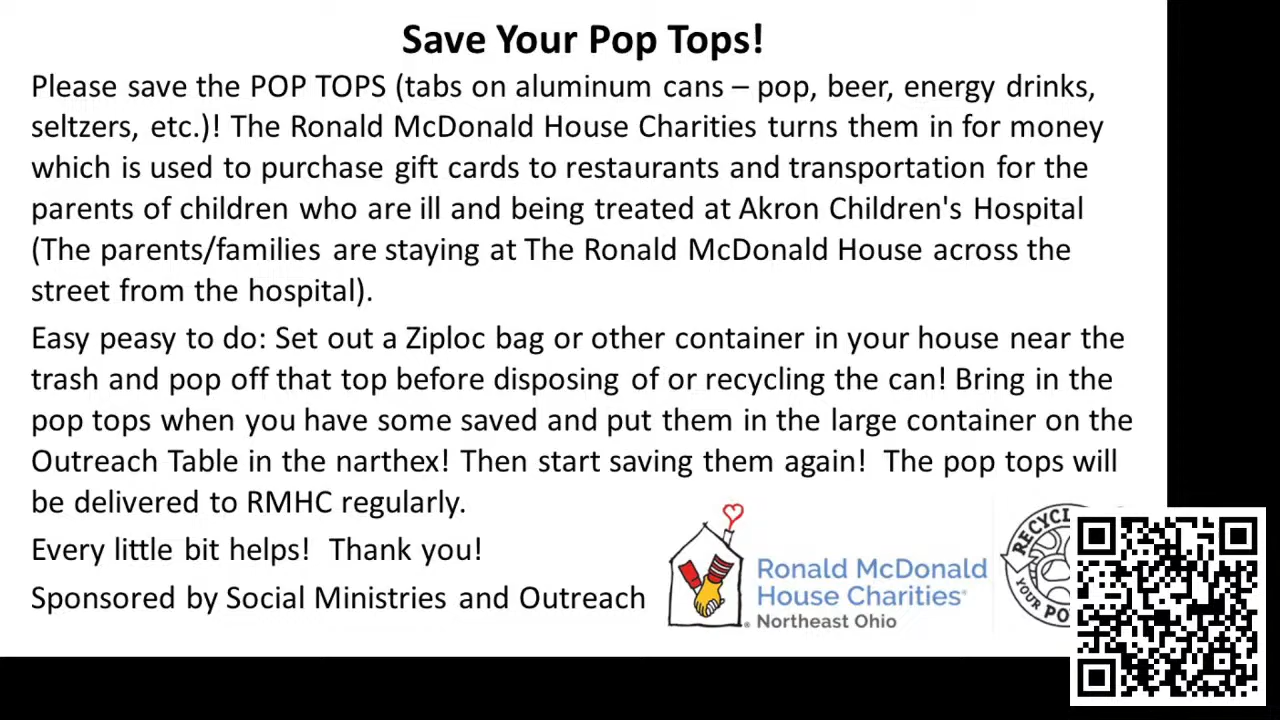 Save Your Pop Tops!
Please save the POP TOPS (tabs on aluminum cans – pop, beer, energy drinks,
seltzers, etc.)! The Ronald McDonald House Charities turns them in for money
which is used to purchase gift cards to restaurants and transportation for the
parents of children who are ill and being treated at Akron Children's Hospital
(The parents/families are staying at The Ronald McDonald House across the
street from the hospital).
Easy peasy to do: Set out a Ziploc bag or other container in your house near the
trash and pop off that top before disposing of or recycling the can! Bring in the
pop tops when you have some saved and put them in the large container on the
Outreach Table in the narthex! Then start saving them again!  The pop tops will
be delivered to RMHC regularly.
Every little bit helps!  Thank you!
Sponsored by Social Ministries and Outreach
Ronald McDonald
House Charities®
Northeast Ohio
YOUR